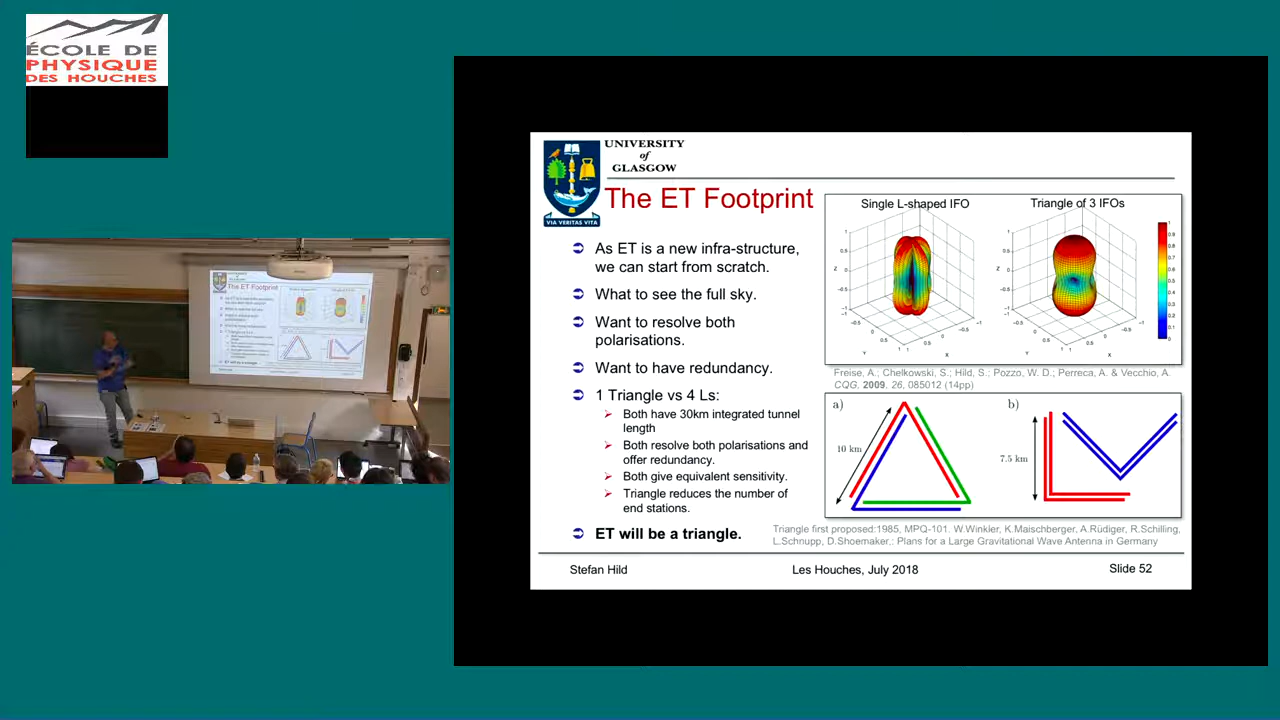 ÉCOLE DE
PHYSIQUE
DES HOUCHES
UNIVERSITY
of
GLASGOW
VIA VERITAS VITA
The ET Footprint
As ET is a new infra-structure,
we can start from scratch.
What to see the full sky.
Want to resolve both
polarisations.
Want to have redundancy.
1 Triangle vs 4 Ls:
Both have 30km integrated tunnel
length
Both resolve both polarisations and
offer redundancy.
Both give equivalent sensitivity.
Triangle reduces the number of
end stations.
ET will be a triangle.
Single L-shaped IFO
Triangle of 3 IFOs
Freise, A.; Chelkowski, S.; Hild, S.; Pozzo, W. D.; Perreca, A. & Vecchio, A.
CQG, 2009, 26, 085012 (14pp)
a)
10 km
b)
7.5 km
Triangle first proposed:1985, MPQ-101. W.Winkler, K.Maischberger, A.Rüdiger, R.Schilling,
L.Schnupp, D.Shoemaker,: Plans for a Large Gravitational Wave Antenna in Germany
Stefan Hild
Les Houches, July 2018
Slide 52
The ET Footprint